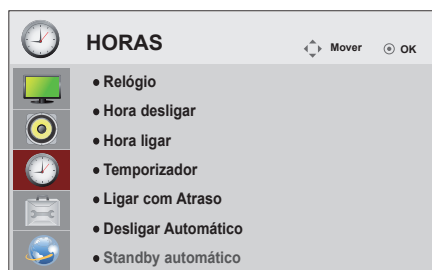 HORAS
Mover OK
• Relógio
• Hora desligar
• Hora ligar
• Temporizador
• Ligar com Atraso
• Desligar Automático
• Standby automático